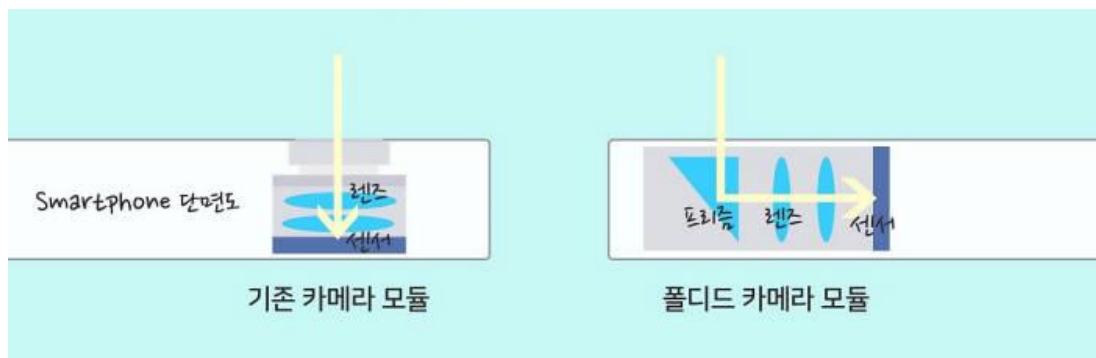 Smartphone 단면도
렌즈
센서
기존 카메라 모듈
프리즘
렌즈
센서
폴디드 카메라 모듈